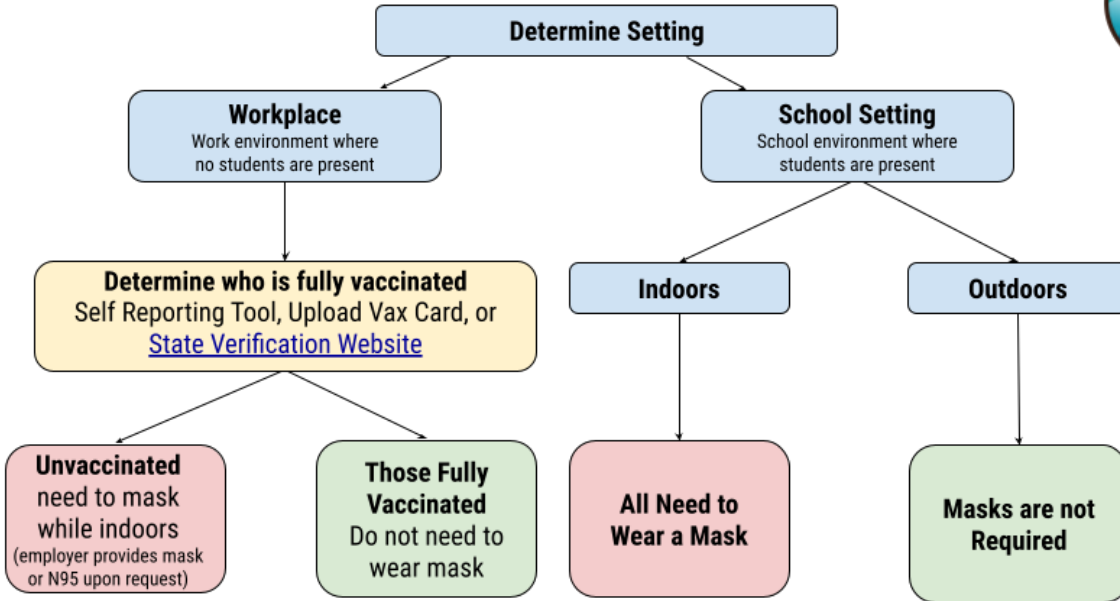 Determine Setting
Workplace
Work environment where
no students are present
School Setting
School environment where
students are present
Determine who is fully vaccinated
Self Reporting Tool, Upload Vax Card, or
State Verification Website
Indoors
Outdoors
Unvaccinated
need to mask
while indoors
(employer provides mask
or N95 upon request)
Those Fully
Vaccinated
Do not need to
wear mask
All Need to
Wear a Mask
Masks are not
Required